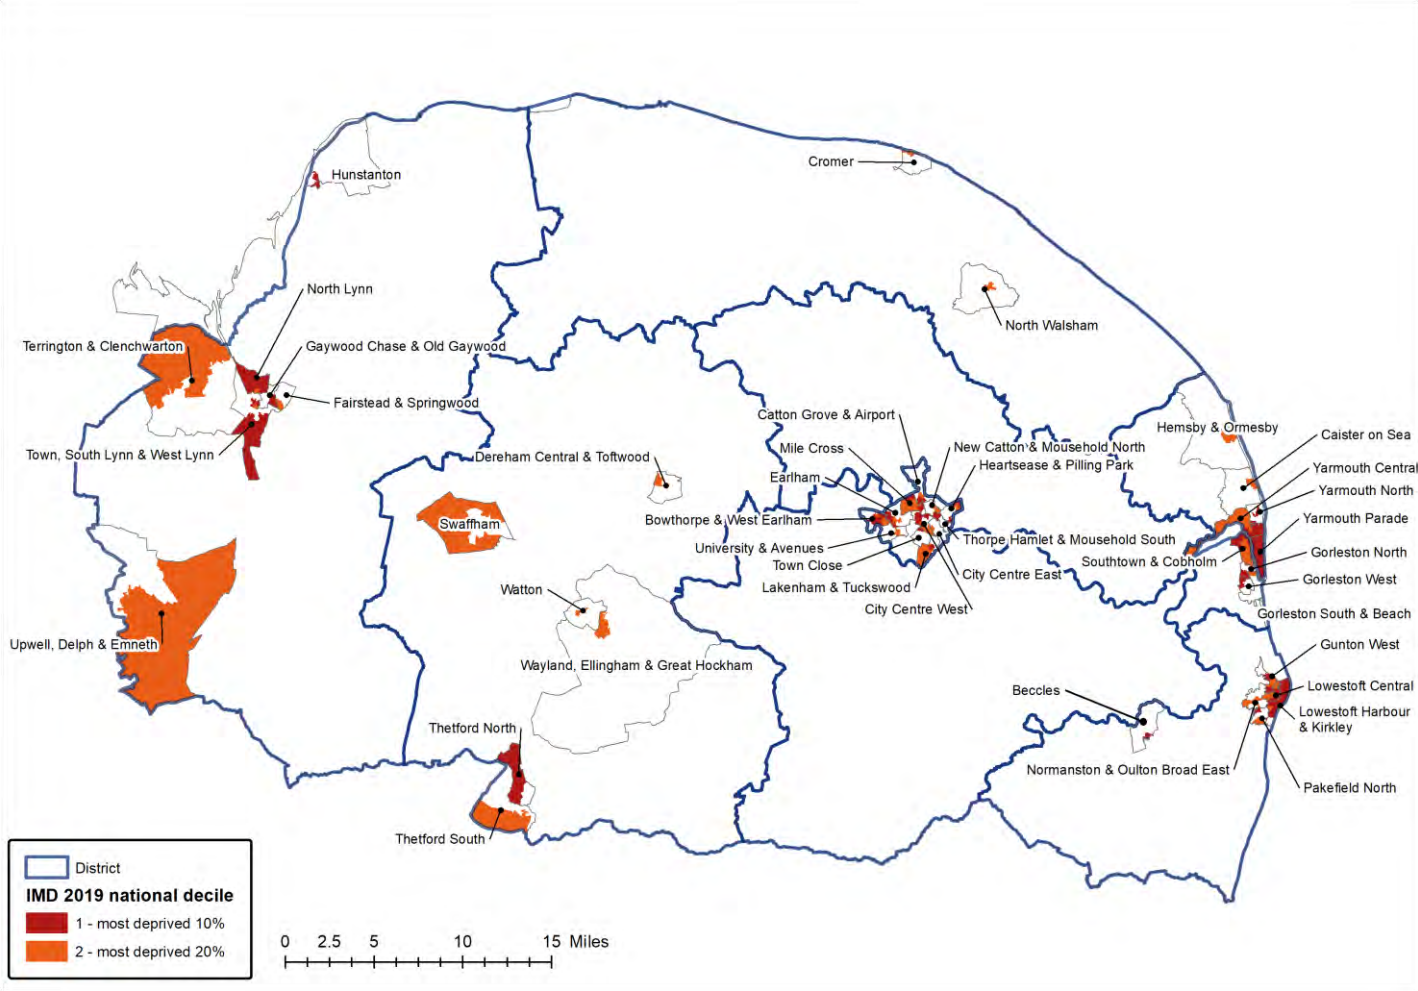 Cromer
Hunstanton
North Lynn
North Walsham
Terrington & Clenchwarton
Gaywood Chase & Old Gaywood
Fairstead & Springwood
Town, South Lynn & West Lynn
Catton Grove & Airport
Hemsby & Ormesby
Caister on Sea
Mile Cross
New Catton & Mousehold North
Dereham Central & Toftwood
Heartsease & Pilling Park
Yarmouth Central
Earlham
Yarmouth North
Swaffham
Bowthorpe & West Earlham
Yarmouth Parade
Thorpe Hamlet & Mousehold South
University & Avenues
Gorleston North
Southtown & Cobholm
Town Close
City Centre East
Gorleston West
Watton
Lakenham & Tuckswood
City Centre West
Gorleston South & Beach
Upwell, Delph & Emneth
Gunton West
Wayland, Ellingham & Great Hockham
Lowestoft Central
Beccles
Lowestoft Harbour
& Kirkley
Thetford North
Normanston & Oulton Broad East
Pakefield North
Thetford South
District
IMD 2019 national decile
1 - most deprived 10%
2 - most deprived 20%
0 2.5 5 10 15 Miles